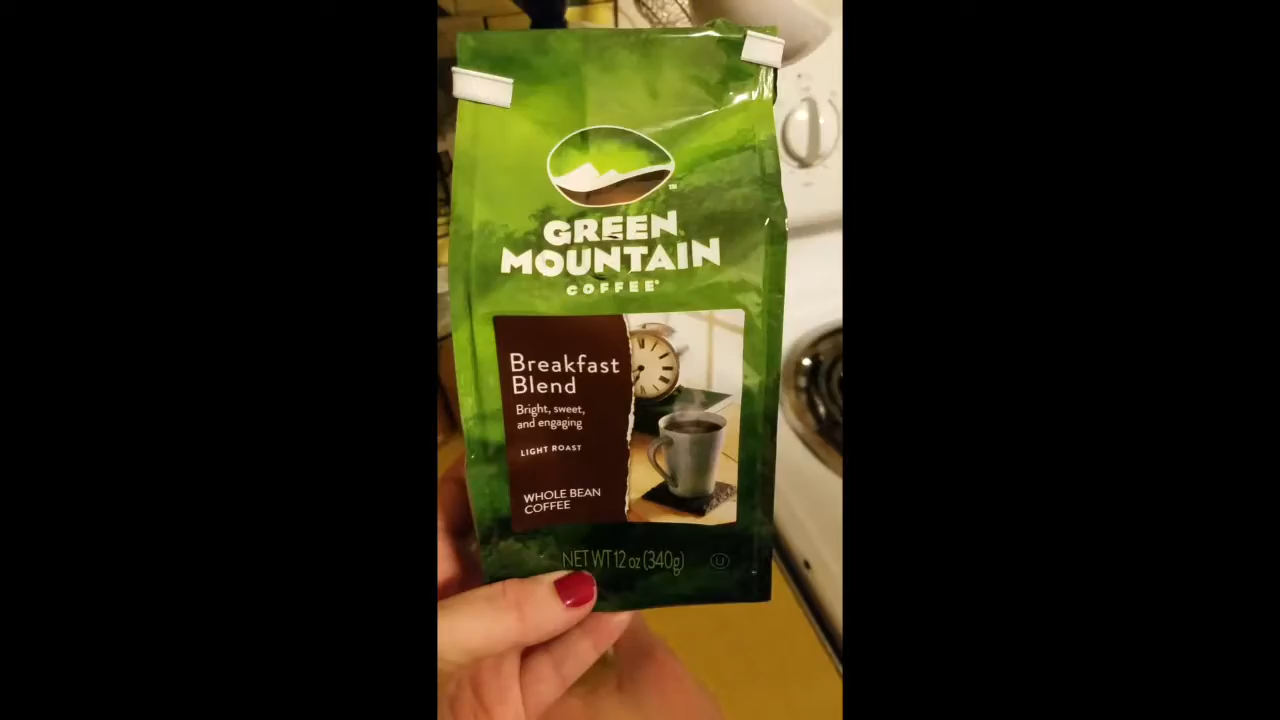 GREEN
MOUNTAIN
COFFEE®
Breakfast
Blend
Bright, sweet,
and engaging
LIGHT ROAST
WHOLE BEAN
COFFEE
NET WT 12 oz (340g)
U